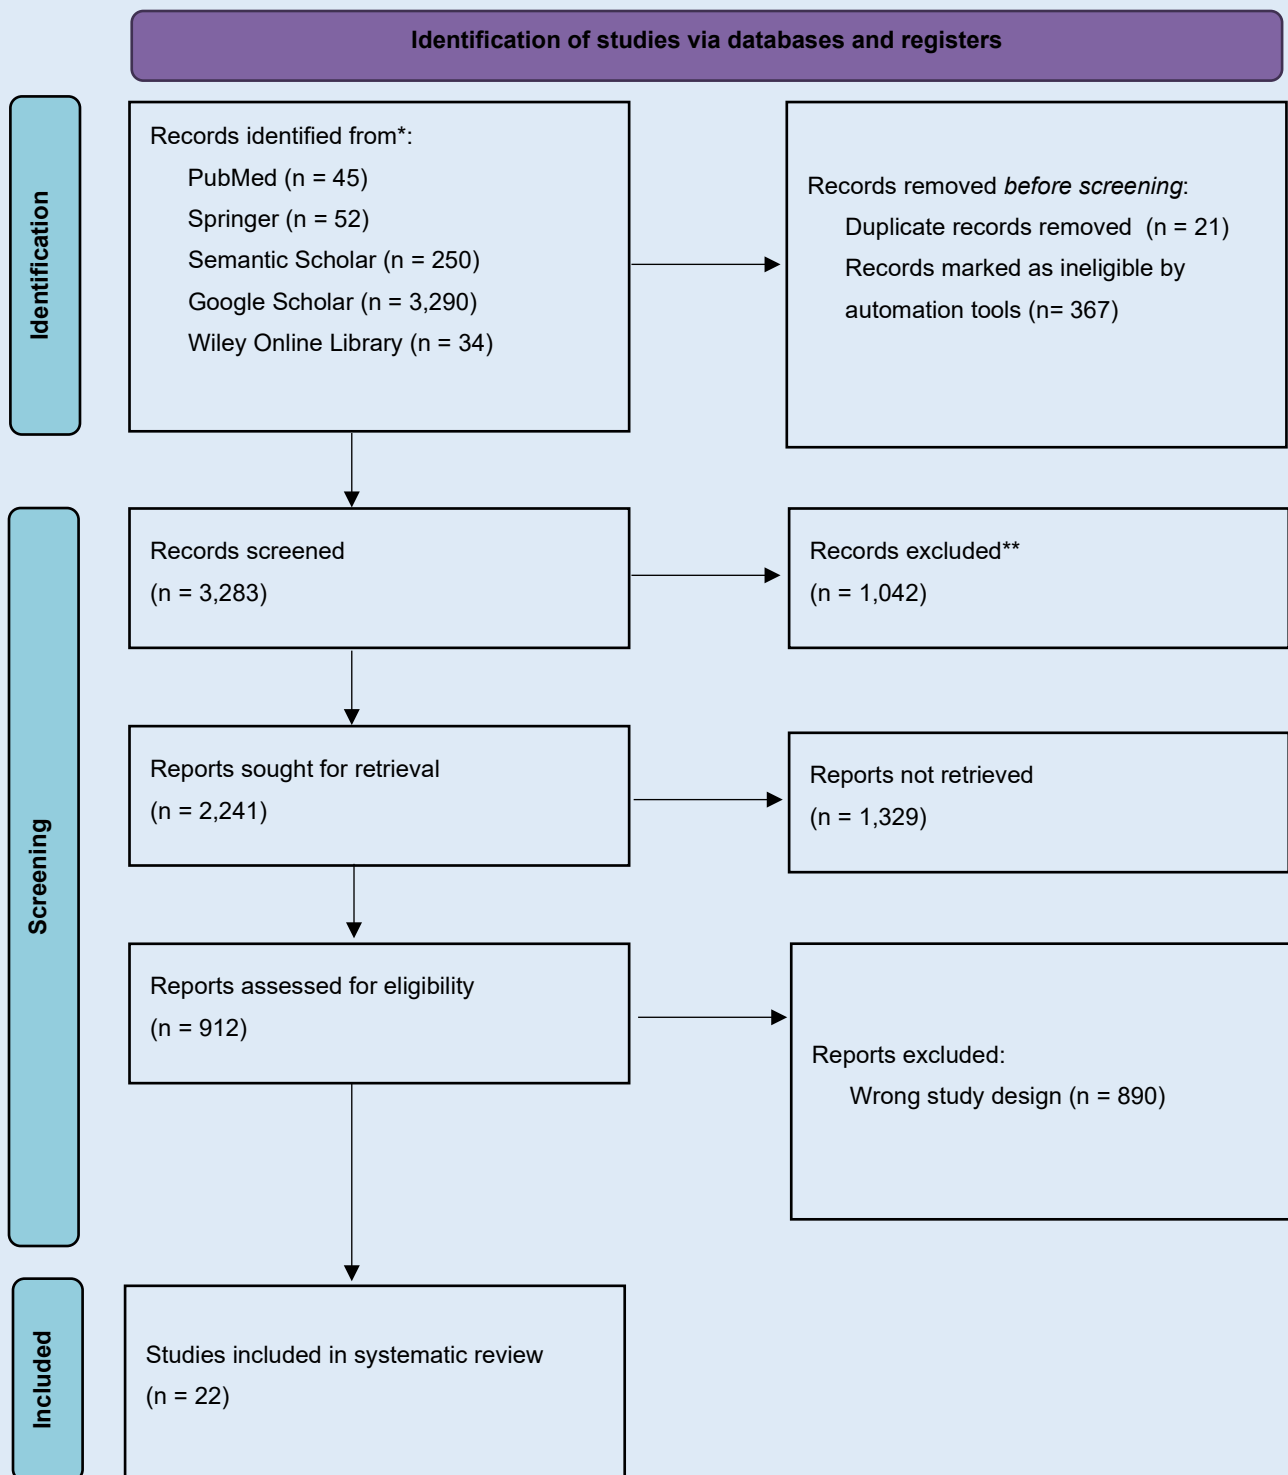 Identification of studies via databases and registers
Identification
Records identified from*:
PubMed (n = 45)
Springer (n = 52)
Semantic Scholar (n = 250)
Google Scholar (n = 3,290)
Wiley Online Library (n = 34)
Records removed before screening:
Duplicate records removed  (n = 21)
Records marked as ineligible by
automation tools (n= 367)
Screening
Records screened
(n = 3,283)
Records excluded**
(n = 1,042)
Reports sought for retrieval
(n = 2,241)
Reports not retrieved
(n = 1,329)
Reports assessed for eligibility
(n = 912)
Reports excluded:
Wrong study design (n = 890)
Included
Studies included in systematic review
(n = 22)